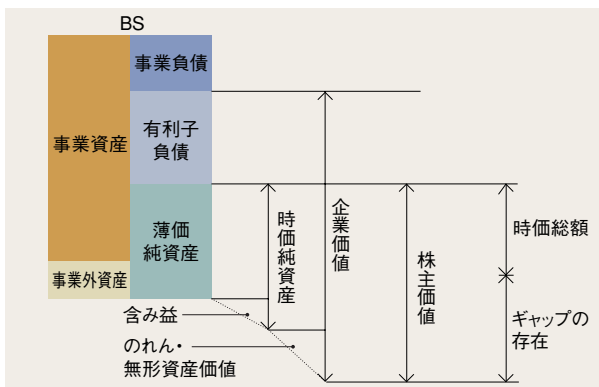 BS
事業資産
事業外資産
事業負債
有利子
負債
薄価
純資産
含み益
のれん・
無形資産価値
時価純資産
企業価値
株主価値
時価総額
ギャップの
存在